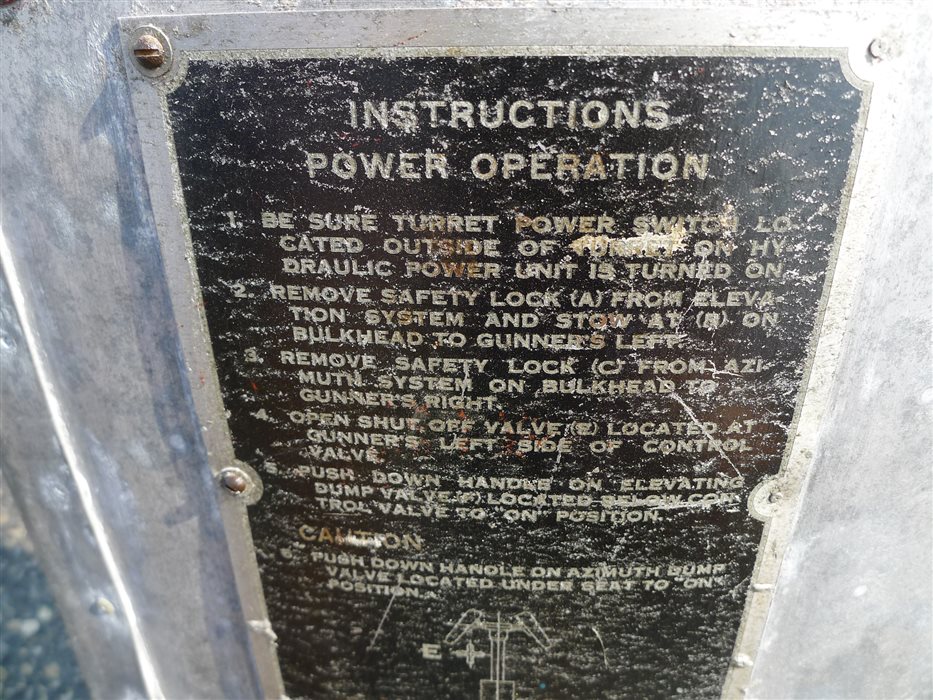 INSTRUCTIONS
POWER OPERATION
1. BE SURE TURRET POWER SWITCH LO-
CATED OUTSIDE OF TURRET ON HY-
DRAULIC POWER UNIT IS TURNED ON
2. REMOVE SAFETY LOCK (A) FROM ELEVA-
TION SYSTEM AND STOW AT (B) ON
BULKHEAD TO GUNNER'S LEFT
3. REMOVE SAFETY LOCK (C) FROM AZI-
MUTH SYSTEM ON BULKHEAD TO
GUNNER'S RIGHT
4. OPEN SHUT OFF VALVE (E) LOCATED AT
GUNNER'S LEFT SIDE OF CONTROL
VALVE
5. PUSH DOWN HANDLE ON ELEVATING
DUMP VALVE (F) LOCATED BELOW CON-
TROL VALVE TO "ON" POSITION.
CAUTION
6. PUSH DOWN HANDLE ON AZIMUTH DUMP
VALVE LOCATED UNDER SEAT TO "ON"
POSITION.
E